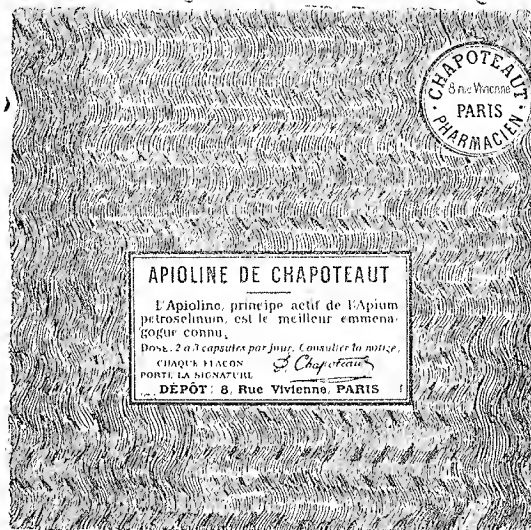 CHAPOTEAUT
8 rue Vivienne
PARIS
PHARMACIEN
APIOLINE DE CHAPOTEAUT
L'Apioline, principe actif de l'Apium
petroselinum, est le meilleur emména-
gogue connu.
DOSE. 2 à 3 capsules par jour. Consulter la notice.
CHAQUE FLACON
PORTE LA SIGNATURE
P. Chapoteaut
DÉPÔT: 8, Rue Vivienne, PARIS